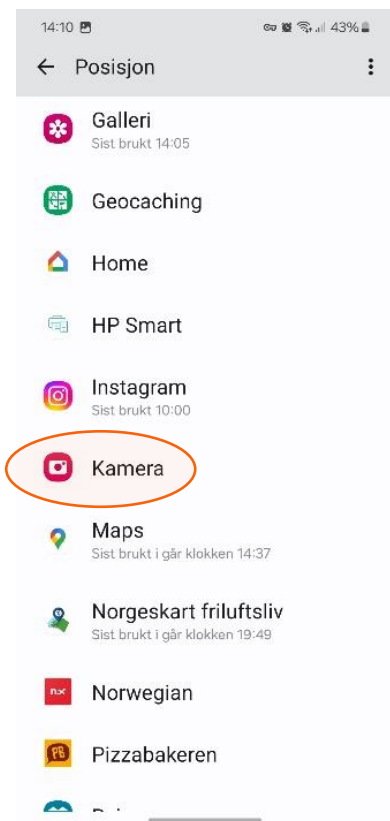 14:10 43%
Posisjon
Galleri
Sist brukt 14:05
Geocaching
Home
HP Smart
Instagram
Sist brukt 10:00
Kamera
Maps
Sist brukt i går klokken 14:37
Norgeskart friluftsliv
Sist brukt i går klokken 19:49
Norwegian
PB
Pizzabakeren